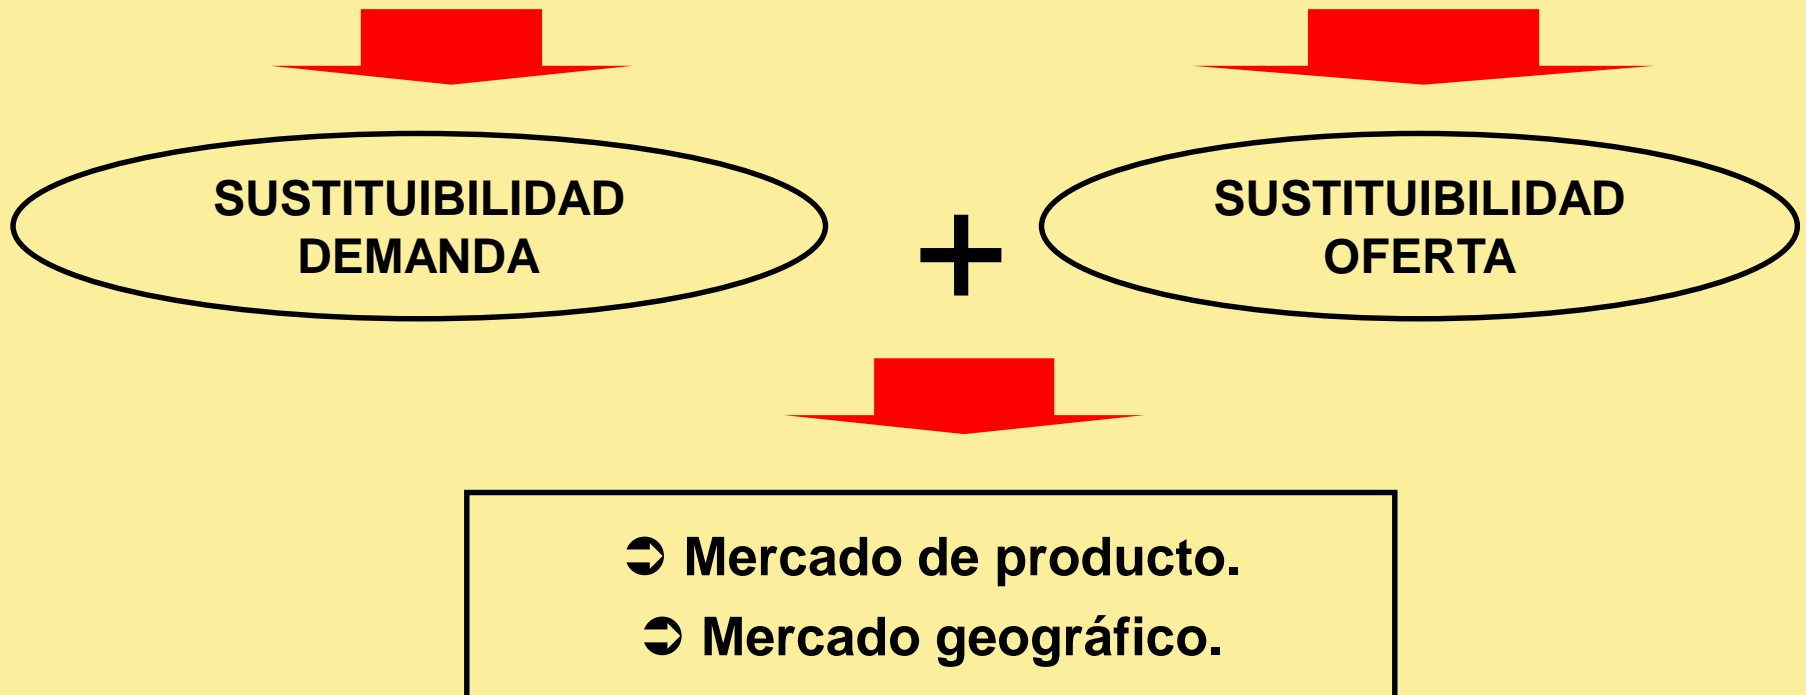 SUSTITUIBILIDAD
DEMANDA
+
SUSTITUIBILIDAD
OFERTA
➲ Mercado de producto.
➲ Mercado geográfico.